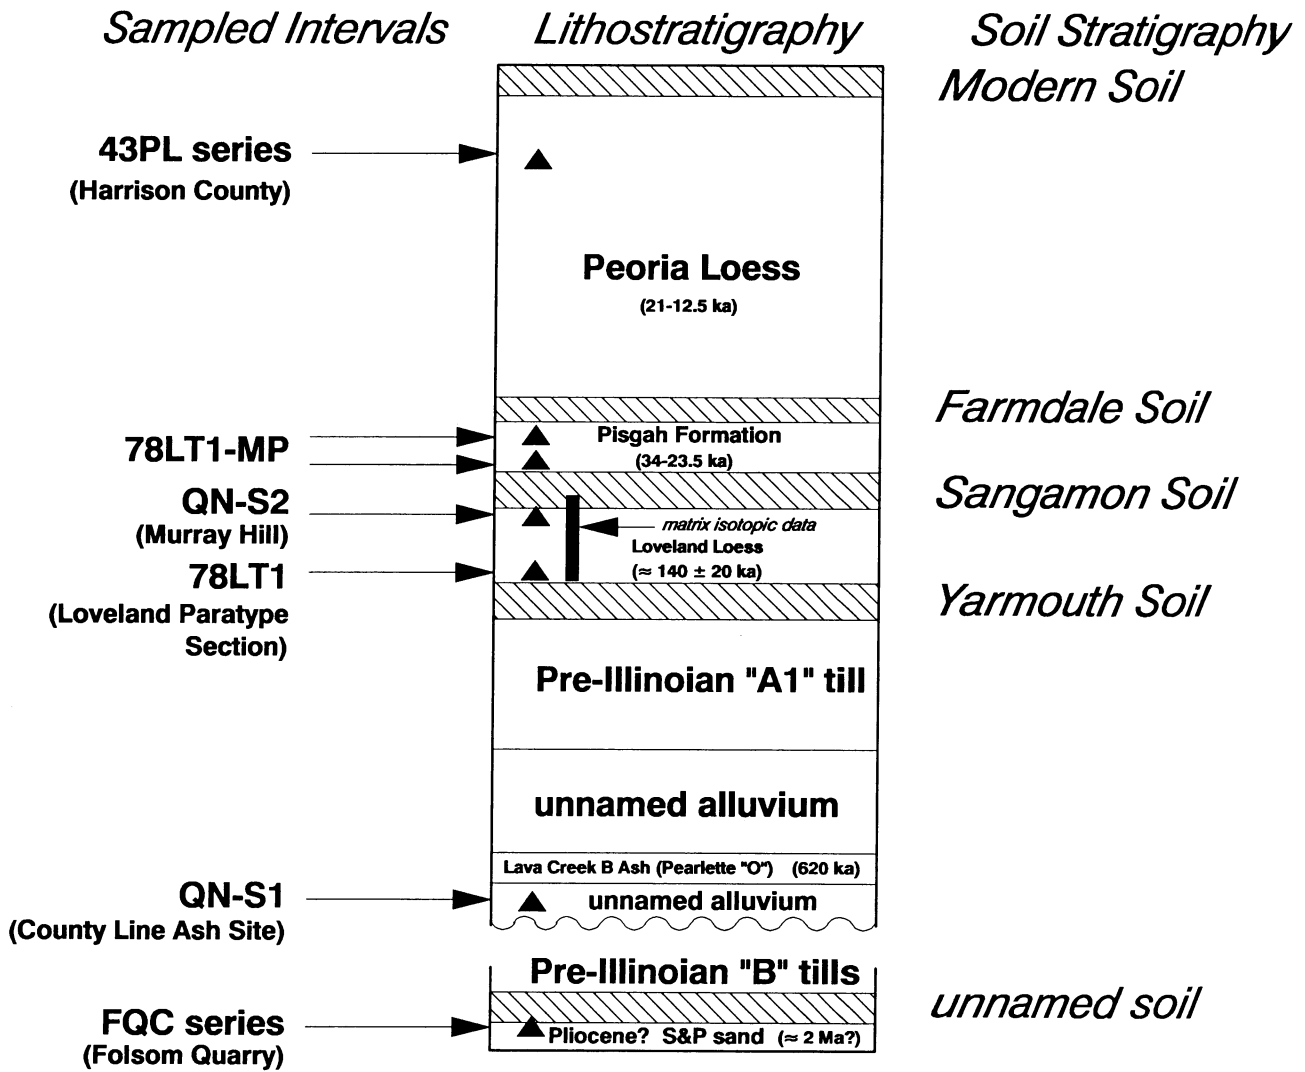 Sampled Intervals
Lithostratigraphy
Soil Stratigraphy
Modern Soil
43PL series
(Harrison County)
Peoria Loess
(21-12.5 ka)
Farmdale Soil
78LT1-MP
Pisgah Formation
(34-23.5 ka)
Sangamon Soil
QN-S2
(Murray Hill)
matrix isotopic data
Loveland Loess
(≈ 140 ± 20 ka)
78LT1
(Loveland Paratype
Section)
Yarmouth Soil
Pre-Illinoian "A1" till
unnamed alluvium
Lava Creek B Ash (Pearlette "O") (620 ka)
QN-S1
(County Line Ash Site)
unnamed alluvium
Pre-Illinoian "B" tills
unnamed soil
FQC series
(Folsom Quarry)
Pliocene? S&P sand (≈ 2 Ma?)